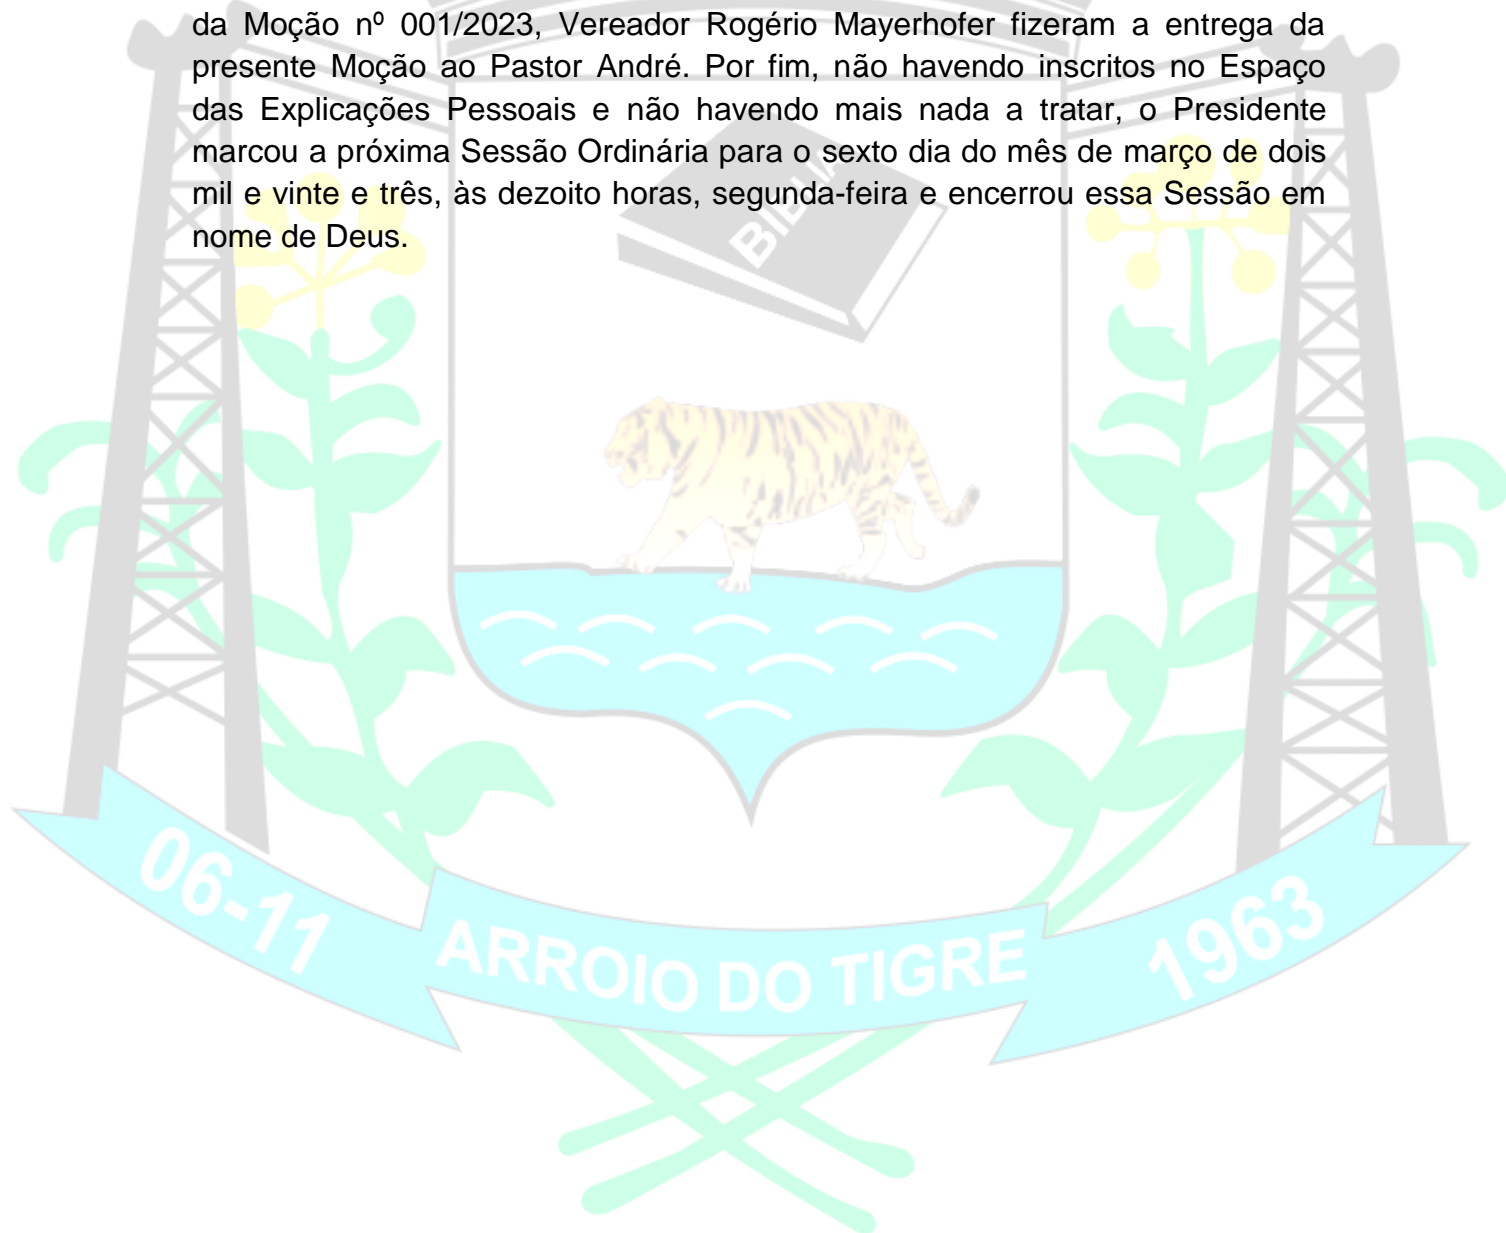 da Moção nº 001/2023, Vereador Rogério Mayerhofer fizeram a entrega da
presente Moção ao Pastor André. Por fim, não havendo inscritos no Espaço
das Explicações Pessoais e não havendo mais nada a tratar, o Presidente
marcou a próxima Sessão Ordinária para o sexto dia do mês de março de dois
mil e vinte e três, às dezoito horas, segunda-feira e encerrou essa Sessão em
nome de Deus.
BIBLIA
06-11
ARROIO DO TIGRE
1963